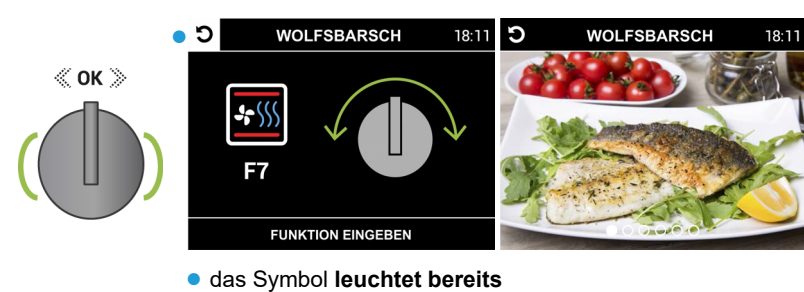 OK
WOLFSBARSCH 18:11
F7
FUNKTION EINGEBEN
WOLFSBARSCH 18:11
das Symbol leuchtet bereits